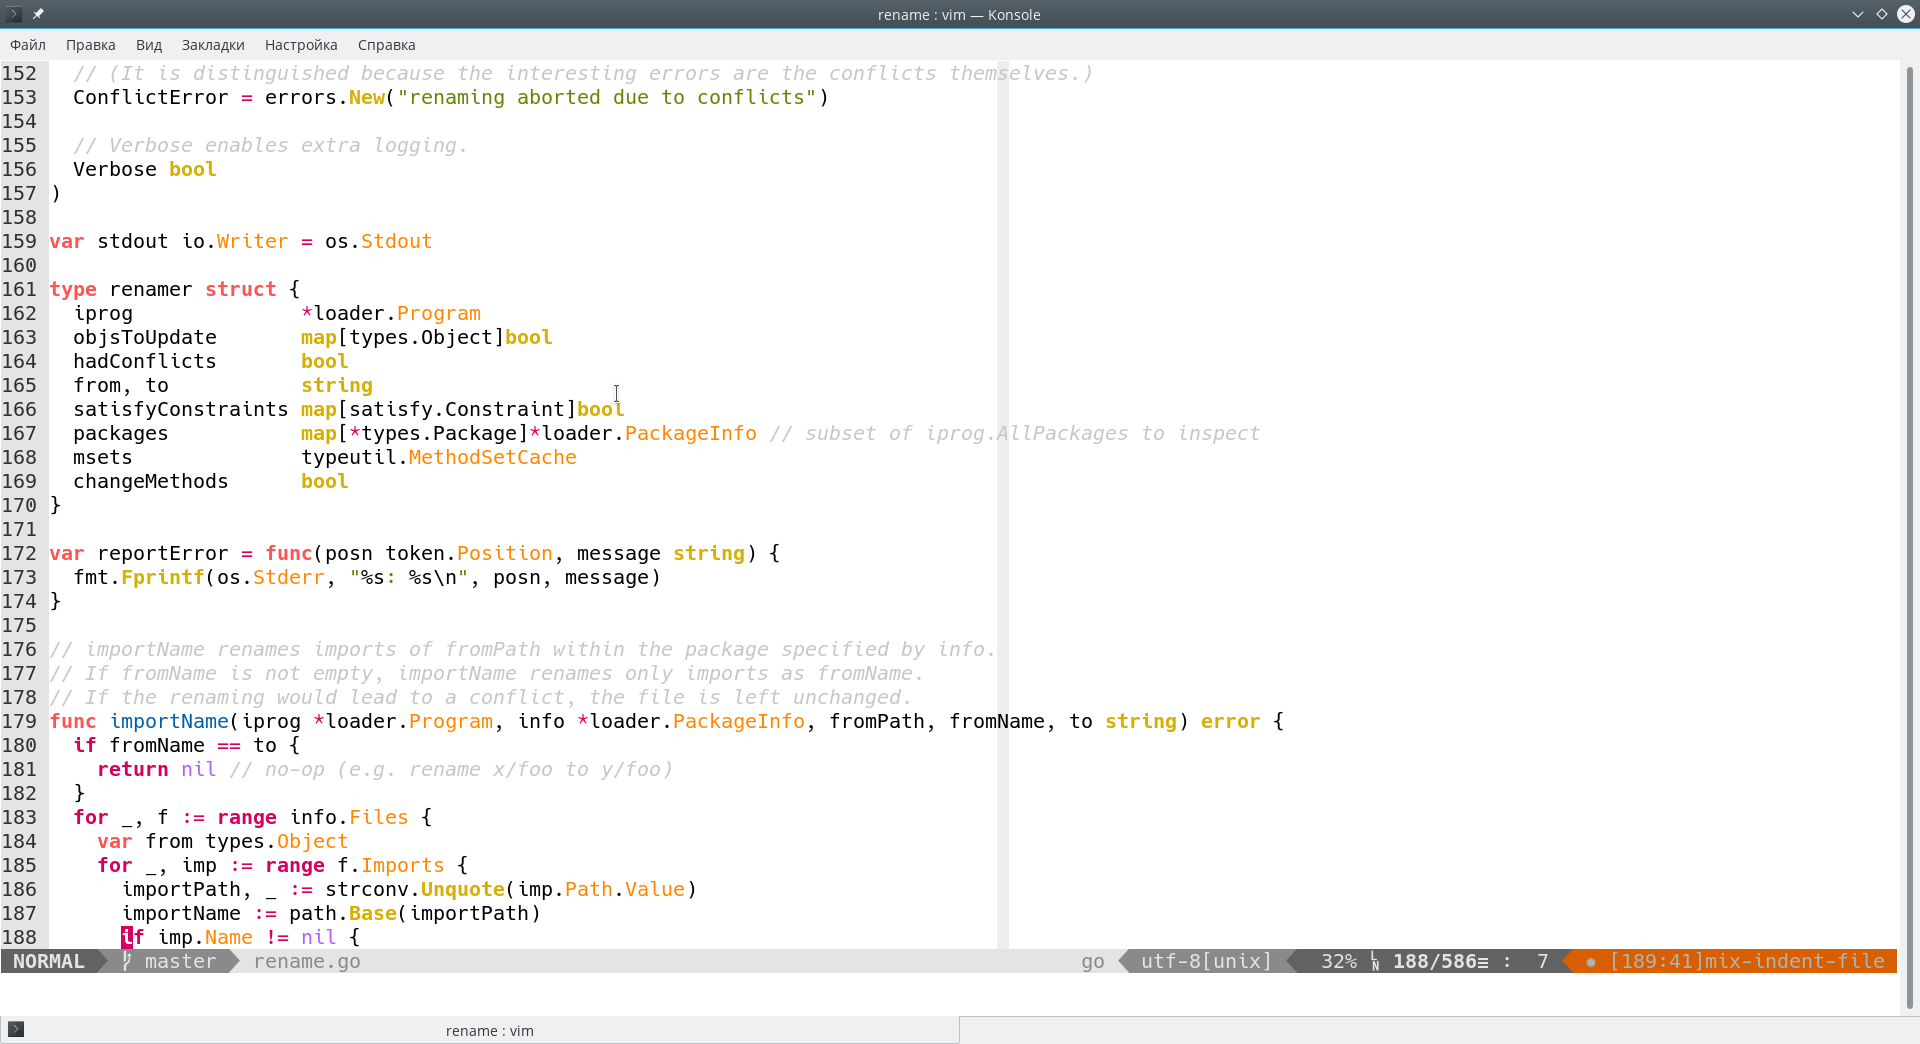 rename : vim — Konsole
Файл Правка Вид Закладки Настройка Справка
152   // (It is distinguished because the interesting errors are the conflicts themselves.)
153   ConflictError = errors.New("renaming aborted due to conflicts")
154
155   // Verbose enables extra logging.
156   Verbose bool
157 )
158
159 var stdout io.Writer = os.Stdout
160
161 type renamer struct {
162   iprog              *loader.Program
163   objsToUpdate       map[types.Object]bool
164   hadConflicts       bool
165   from, to           string
166   satisfyConstraints map[satisfy.Constraint]bool
167   packages           map[*types.Package]*loader.PackageInfo // subset of iprog.AllPackages to inspect
168   msets              typeutil.MethodSetCache
169   changeMethods      bool
170 }
171
172 var reportError = func(posn token.Position, message string) {
173   fmt.Fprintf(os.Stderr, "%s: %s\n", posn, message)
174 }
175
176 // importName renames imports of fromPath within the package specified by info.
177 // If fromName is not empty, importName renames only imports as fromName.
178 // If the renaming would lead to a conflict, the file is left unchanged.
179 func importName(iprog *loader.Program, info *loader.PackageInfo, fromPath, fromName, to string) error {
180   if fromName == to {
181     return nil // no-op (e.g. rename x/foo to y/foo)
182   }
183   for _, f := range info.Files {
184     var from types.Object
185     for _, imp := range f.Imports {
186       importPath, _ := strconv.Unquote(imp.Path.Value)
187       importName := path.Base(importPath)
188       if imp.Name != nil {
NORMAL master rename.go go utf-8[unix] 32% 188/586≡ : 7 ● [189:41]mix-indent-file
rename : vim